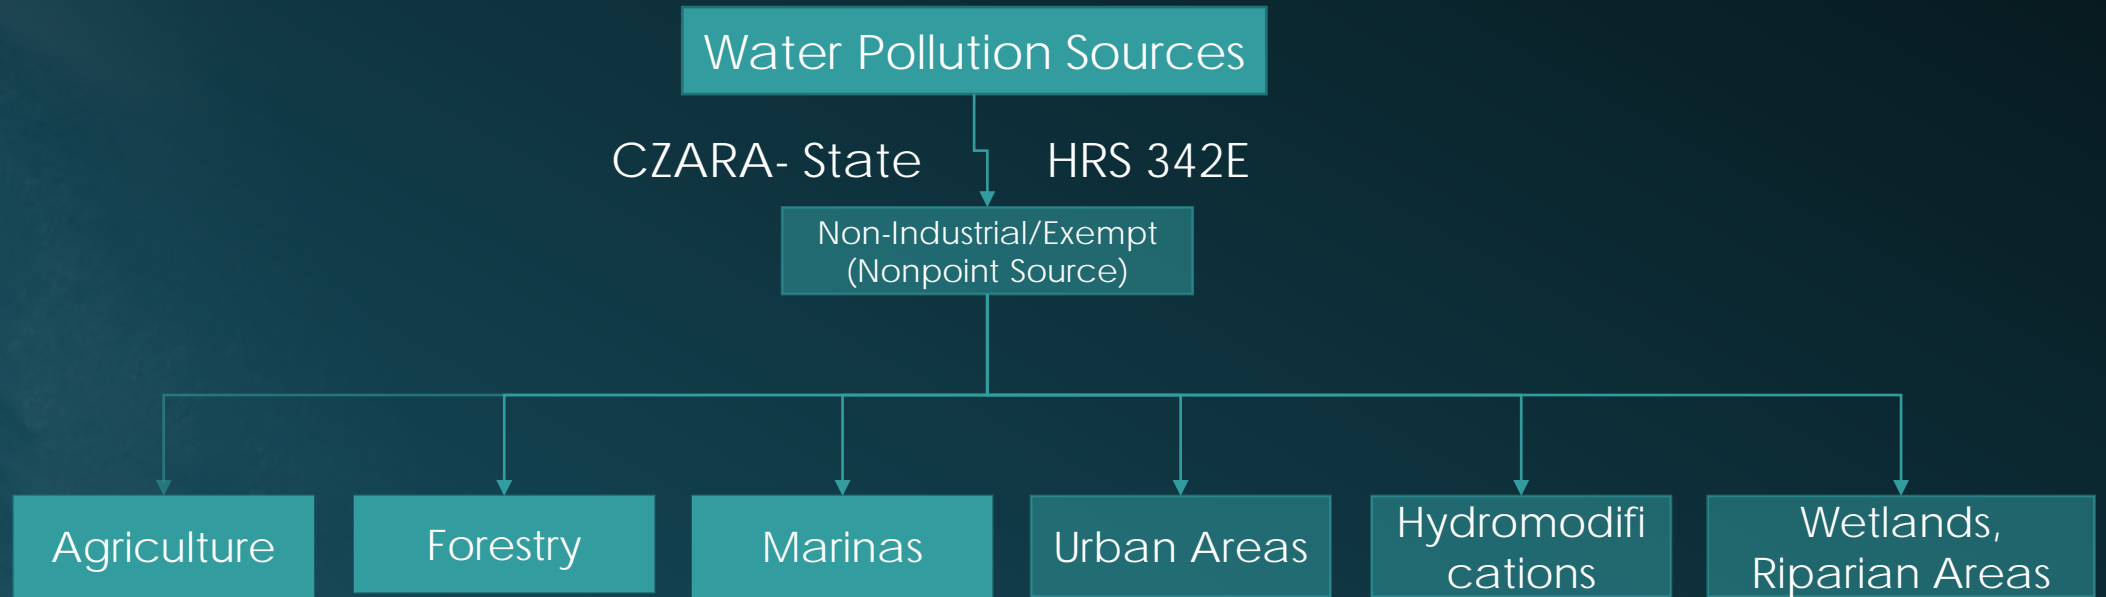 Water Pollution Sources
CZARA- State
HRS 342E
Non-Industrial/Exempt
(Nonpoint Source)
Agriculture
Forestry
Marinas
Urban Areas
Hydromodifi
cations
Wetlands,
Riparian Areas